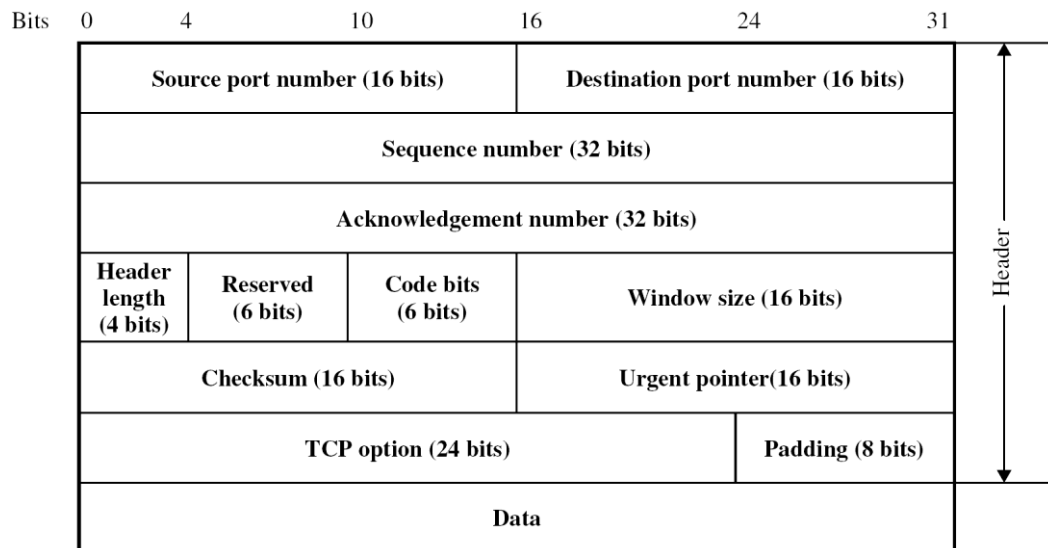 Bits 0 4 10 16 24 31
Source port number (16 bits) Destination port number (16 bits)
Sequence number (32 bits)
Acknowledgement number (32 bits)
Header
length
(4 bits)
Reserved
(6 bits)
Code bits
(6 bits)
Window size (16 bits)
Checksum (16 bits) Urgent pointer(16 bits)
TCP option (24 bits) Padding (8 bits)
Data
Header